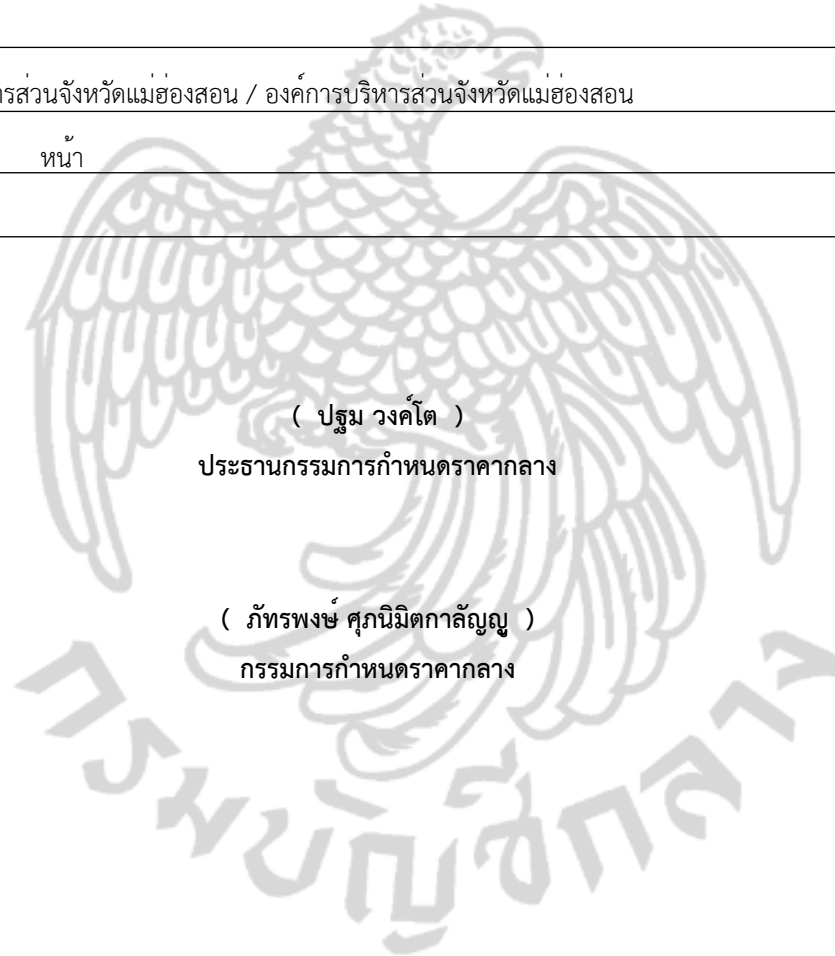 ารส่วนจังหวัดแม่ฮ่องสอน / องค์การบริหารส่วนจังหวัดแม่ฮ่องสอน
หน้า
( ปฐม วงค์โต )
ประธานกรรมการกำหนดราคากลาง
( ภัทรพงษ์ ศุภนิมิตกาลัญญู )
กรรมการกำหนดราคากลาง
กรมบัญชีกลาง